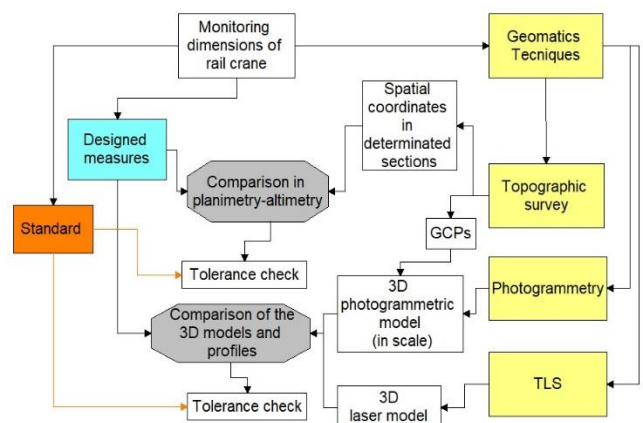 Monitoring
dimensions of
rail crane
Geomatics
Tecniques
Spatial
coordinates in
determinated
sections
Designed
measures
Comparison in
planimetry-altimetry
Topographic
survey
Standard
GCPs
Tolerance check
3D
photogrammetric
model
(in scale)
Photogrammetry
Comparison of the
3D models and
profiles
TLS
Tolerance check
3D
laser model